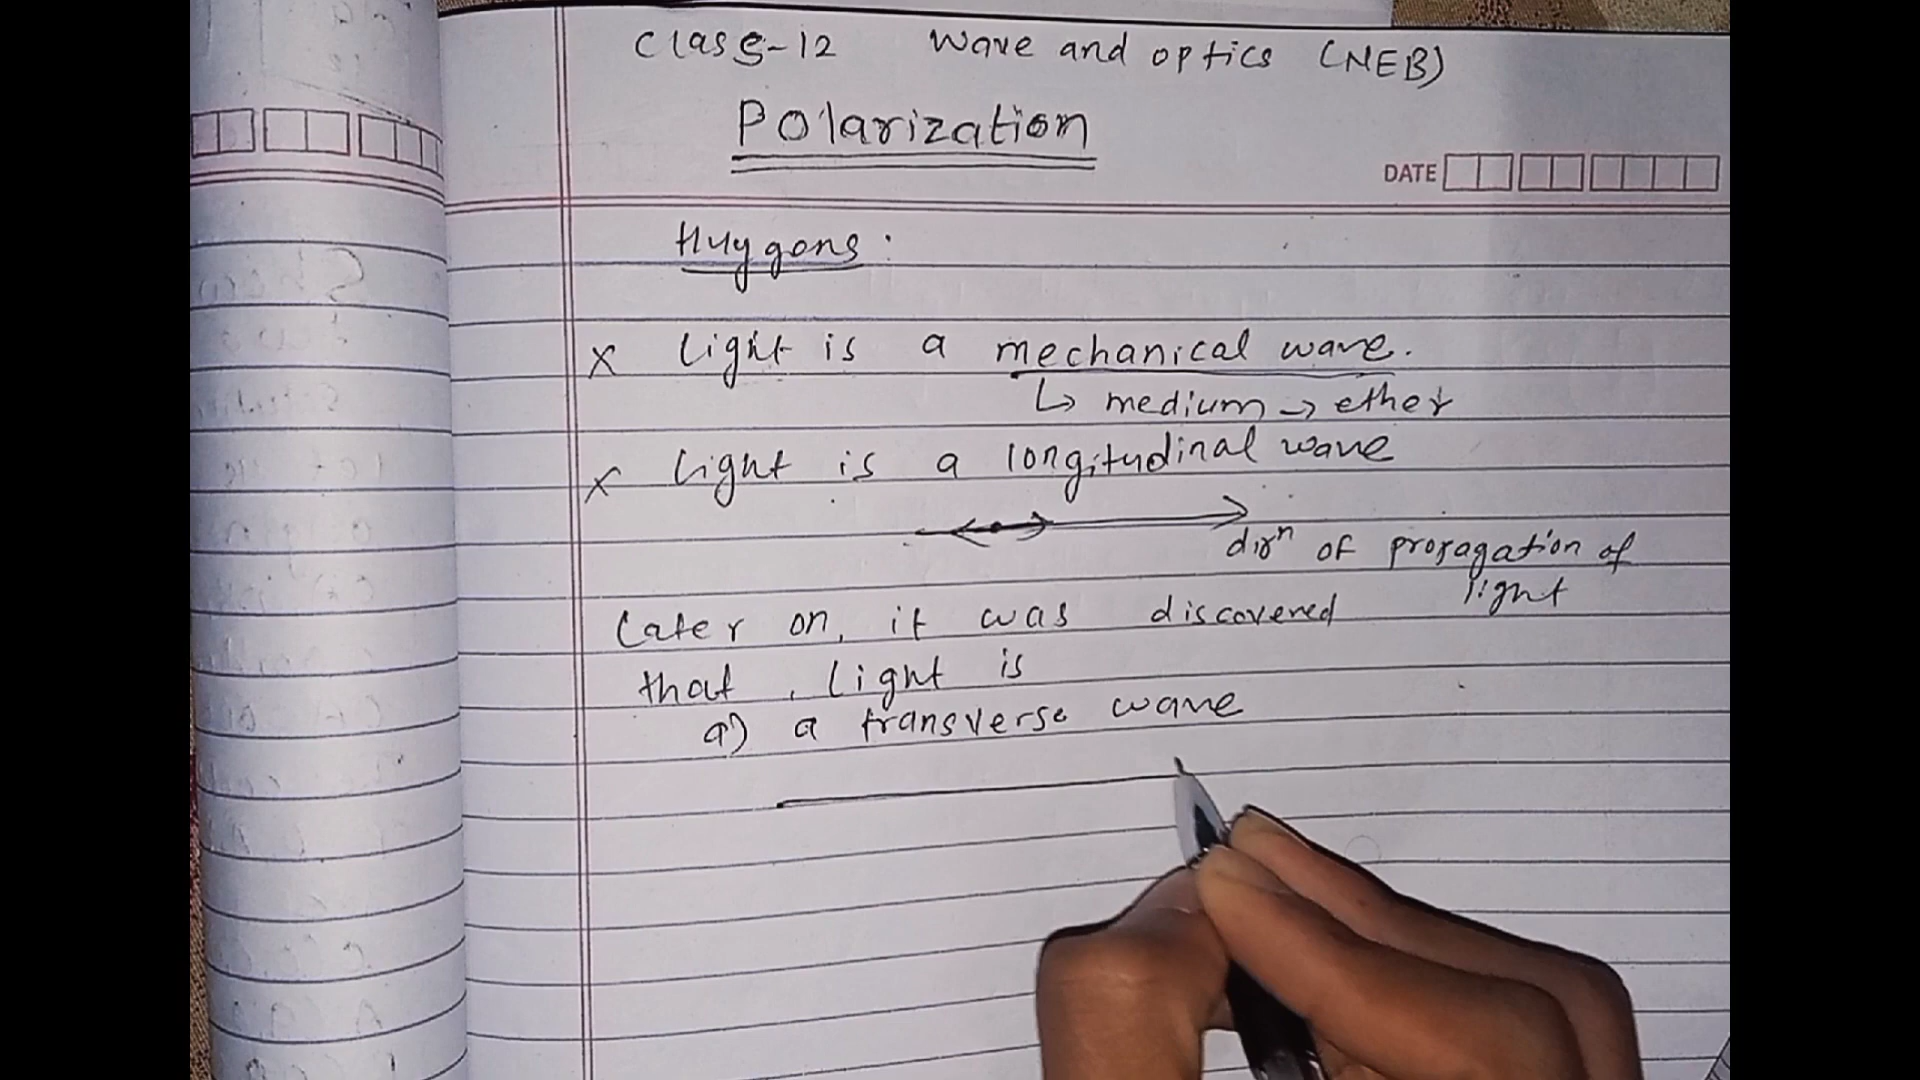 Class-12 Wave and optics (NEB)
Polarization
DATE
Huygens:
x Light is a mechanical wave.
↳ medium → ether
x Light is a longitudinal wave
dirⁿ of propagation of
light
Later on, it was discovered
that, light is
a) a transverse wave